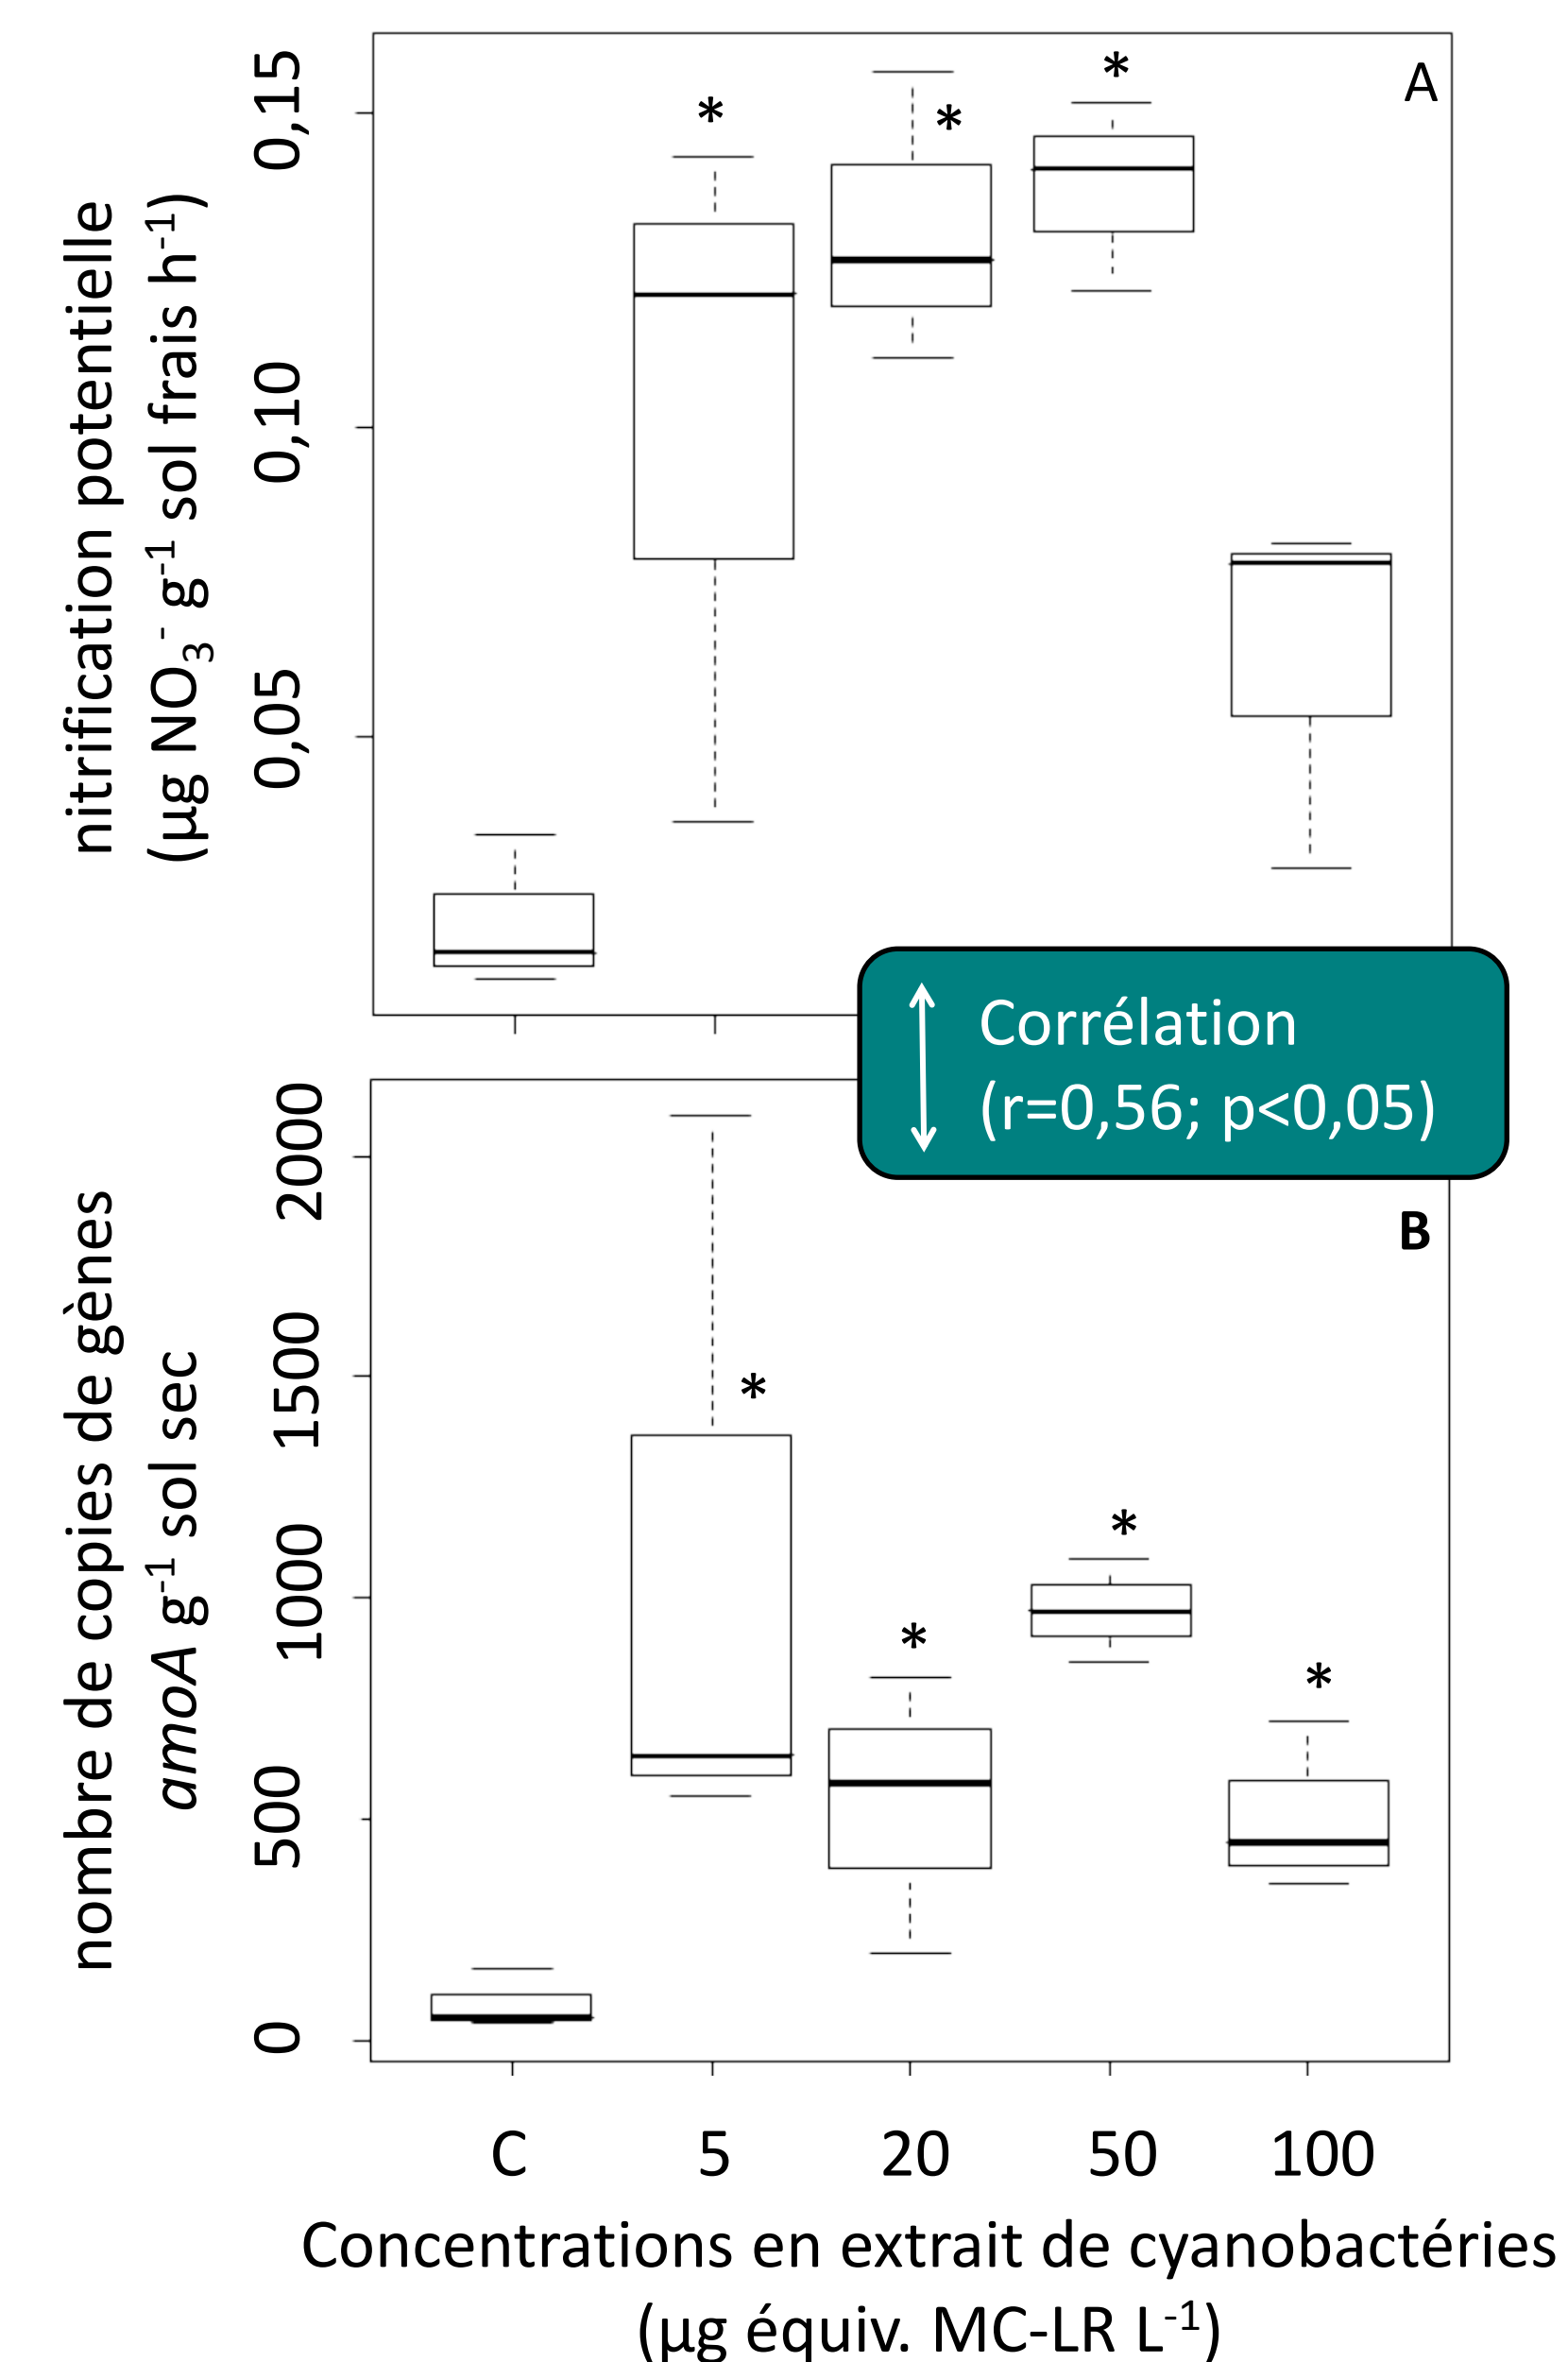 nitrification potentielle
(µg NO₃⁻ g⁻¹ sol frais h⁻¹)
0,15
0,10
0,05
*
*
*
A
Corrélation
(r=0,56; p<0,05)
nombre de copies de gènes
amoA g⁻¹ sol sec
2000
1500
1000
500
0
*
*
*
*
B
C 5 20 50 100
Concentrations en extrait de cyanobactéries
(µg équiv. MC-LR L⁻¹)